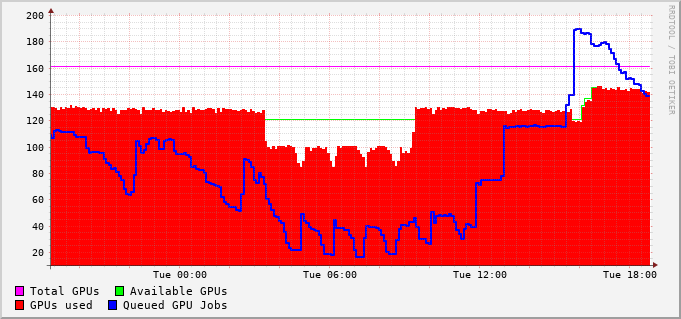 200
180
160
140
120
100
80
60
40
20
Tue 00:00 Tue 06:00 Tue 12:00 Tue 18:00
Total GPUs Available GPUs
GPUs used Queued GPU Jobs
RRDTOOL / TOBI OETIKER